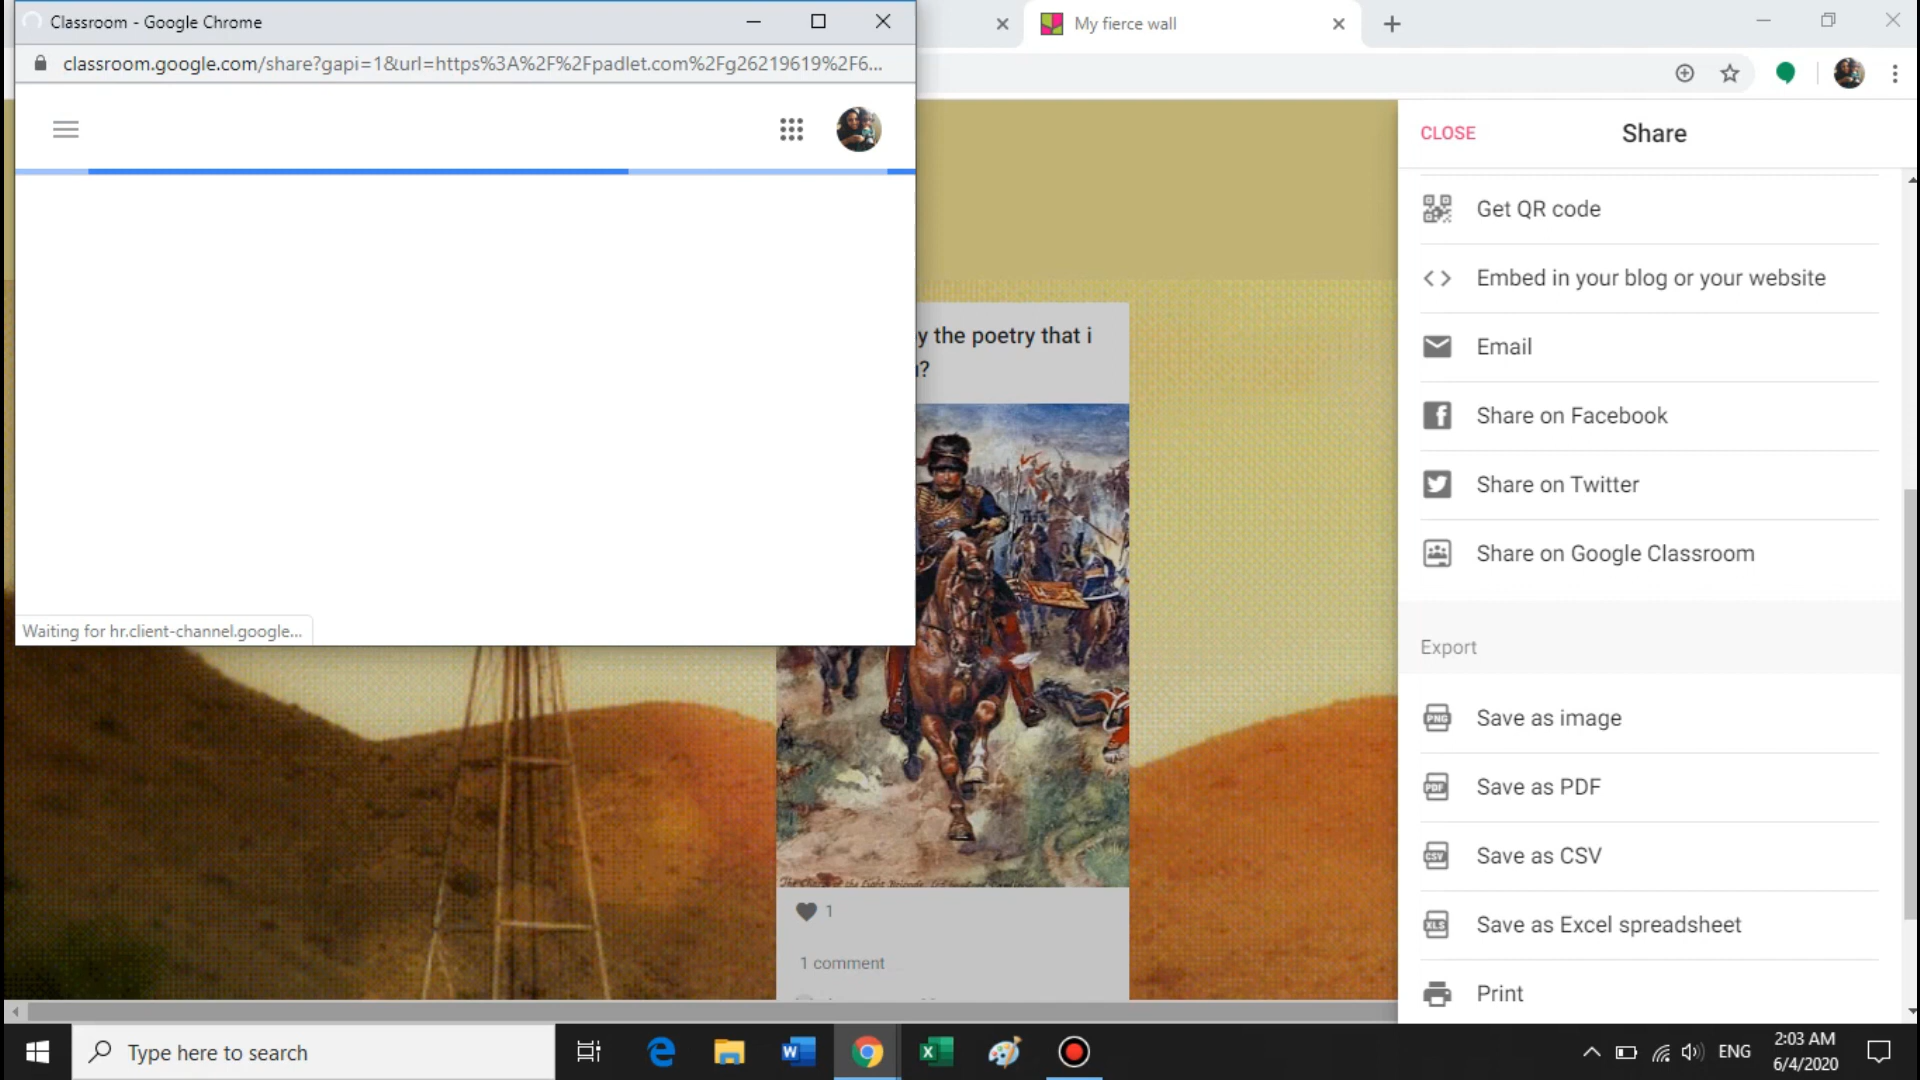 Classroom - Google Chrome
My fierce wall
classroom.google.com/share?gapi=1&url=https%3A%2F%2Fpadlet.com%2Fg26219619%2F6...
CLOSE
Share
Get QR code
Embed in your blog or your website
Email
Share on Facebook
Share on Twitter
Share on Google Classroom
Export
Save as image
Save as PDF
Save as CSV
Save as Excel spreadsheet
Print
y the poetry that i
?
1
1 comment
Waiting for hr.client-channel.google...
PNG
PDF
CSV
XLS
Type here to search
ENG
2:03 AM
6/4/2020